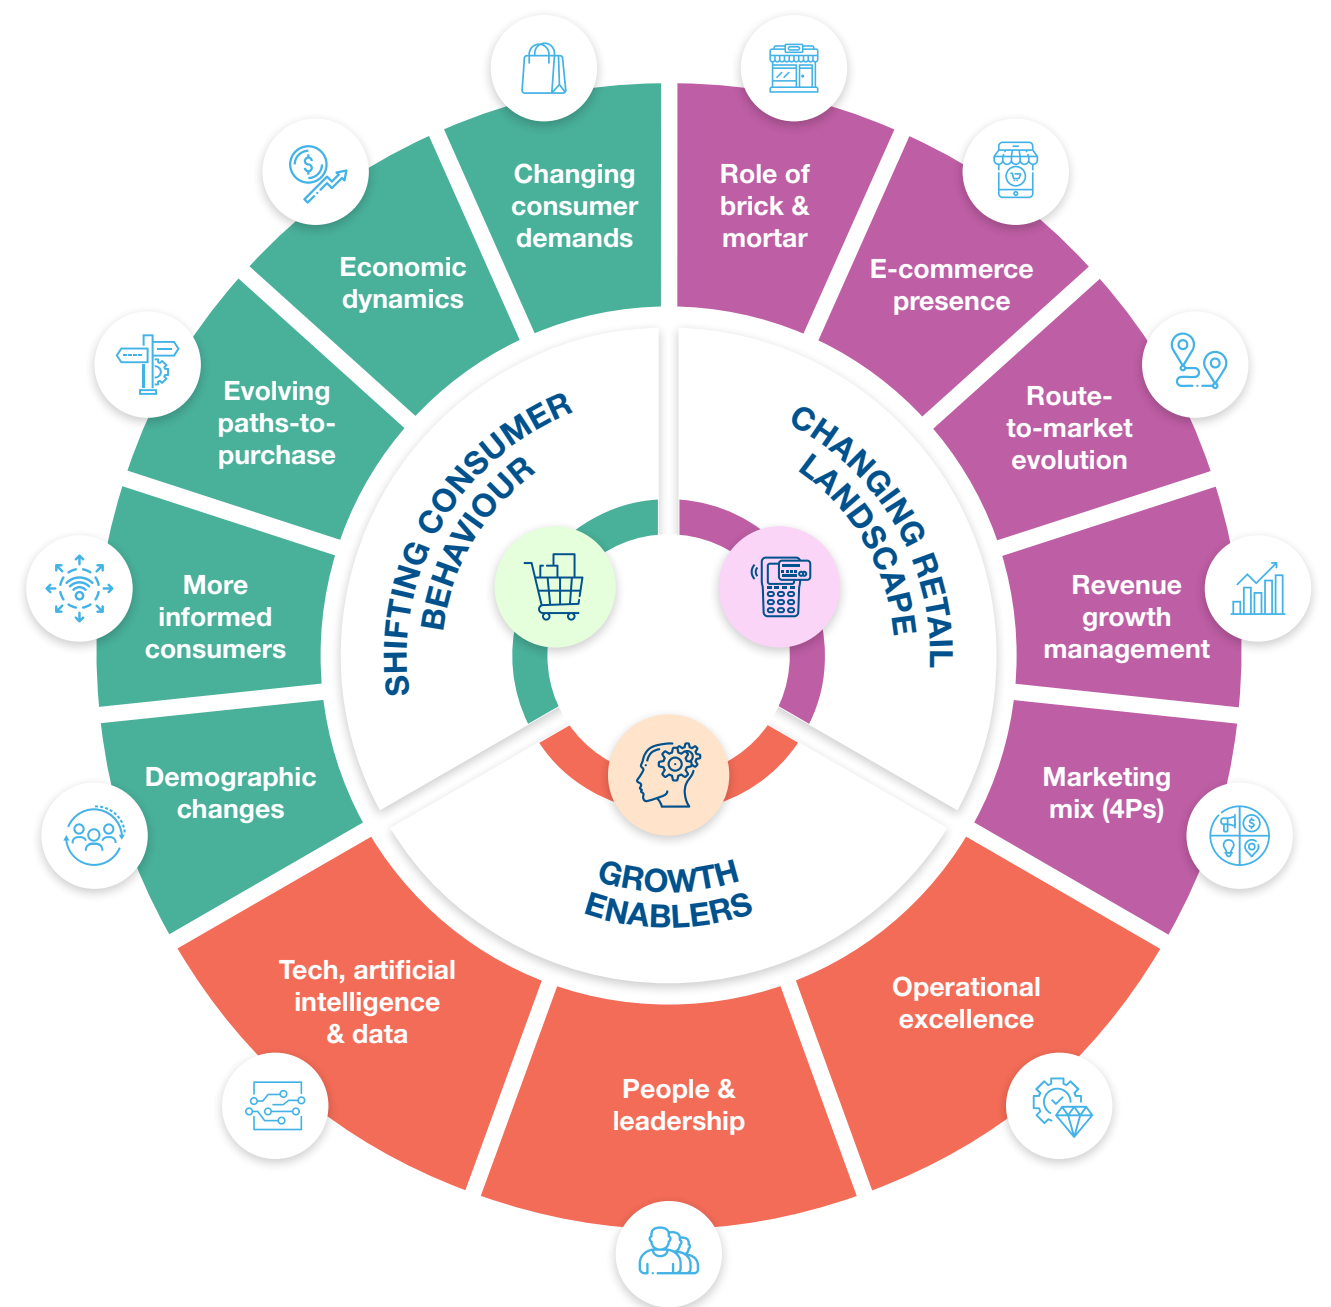 Changing
consumer
demands
Role of
brick &
mortar
Economic
dynamics
E-commerce
presence
Evolving
paths-to-
purchase
Route-
to-market
evolution
More
informed
consumers
Revenue
growth
management
Demographic
changes
Marketing
mix (4Ps)
Tech, artificial
intelligence
& data
People &
leadership
Operational
excellence
SHIFTING CONSUMER
BEHAVIOUR
CHANGING RETAIL
LANDSCAPE
GROWTH
ENABLERS
$
$